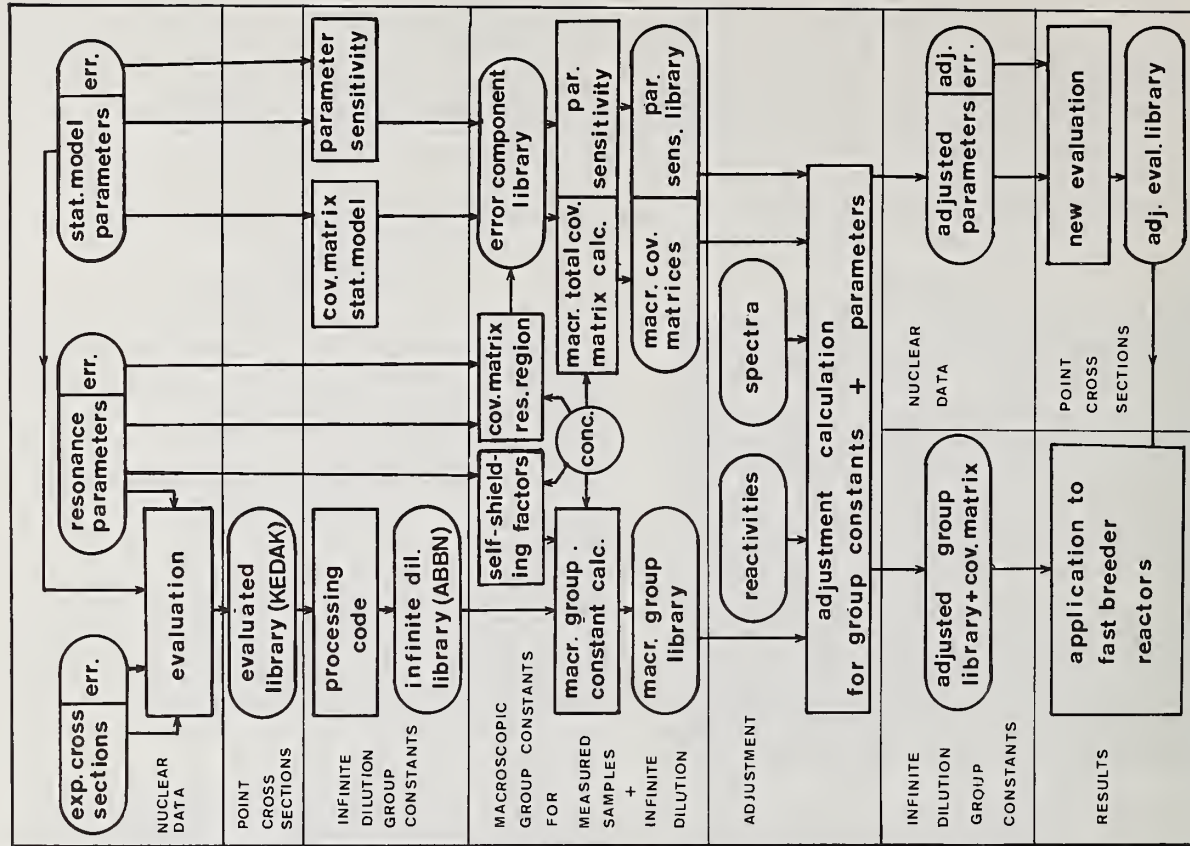 exp.cross
sections
err.
resonance
parameters
err.
stat.model
parameters
err.
evaluation
NUCLEAR
DATA
evaluated
library (KEDAK)
POINT
CROSS
SECTIONS
processing
code
cov.matrix
stat.model
parameter
sensitivity
infinite dil.
library (ABBN)
INFINITE
DILUTION
GROUP
CONSTANTS
self-shield-
ing factors
cov.matrix
res.region
error component
library
conc.
macr. group .
constant calc.
macr. total cov.
matrix calc.
par.
sensitivity
macr. group
library
macr. cov.
matrices
par.
sens. library
MACROSCOPIC
GROUP CONSTANTS
FOR
MEASURED
SAMPLES
+
INFINITE
DILUTION
reactivities
spectra
ADJUSTMENT
adjustment calculation
for group constants + parameters
adjusted group
library+cov.matrix
INFINITE
DILUTION
GROUP
CONSTANTS
NUCLEAR
DATA
adjusted
parameters
adj.
err.
application to
fast breeder
reactors
RESULTS
POINT
CROSS
SECTIONS
new evaluation
adj. eval. library